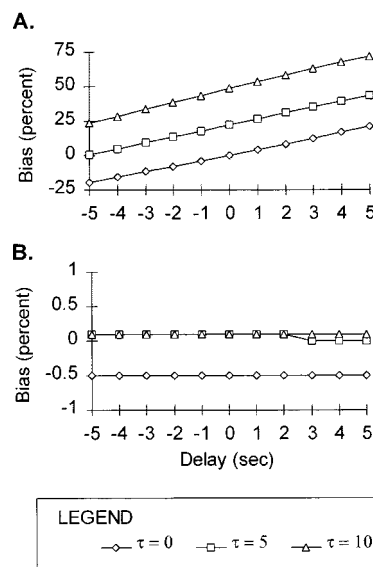 A.
75
50
25
0
-25
Bias (percent)
-5 -4 -3 -2 -1 0 1 2 3 4 5
B.
1
0.5
0
-0.5
-1
Bias (percent)
-5 -4 -3 -2 -1 0 1 2 3 4 5
Delay (sec)
LEGEND
τ = 0 τ = 5 τ = 10